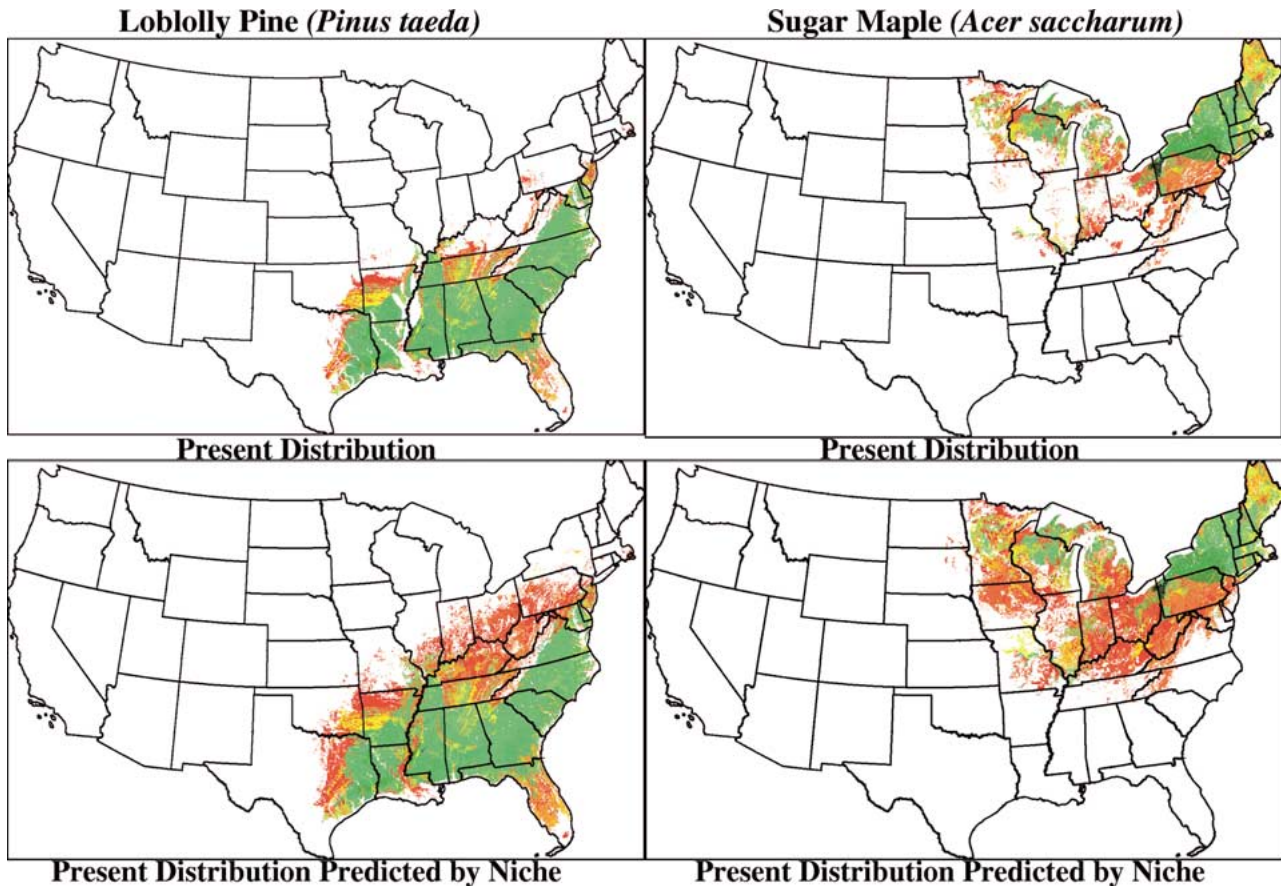 Loblolly Pine (Pinus taeda)
Sugar Maple (Acer saccharum)
Present Distribution
Present Distribution
Present Distribution Predicted by Niche
Present Distribution Predicted by Niche